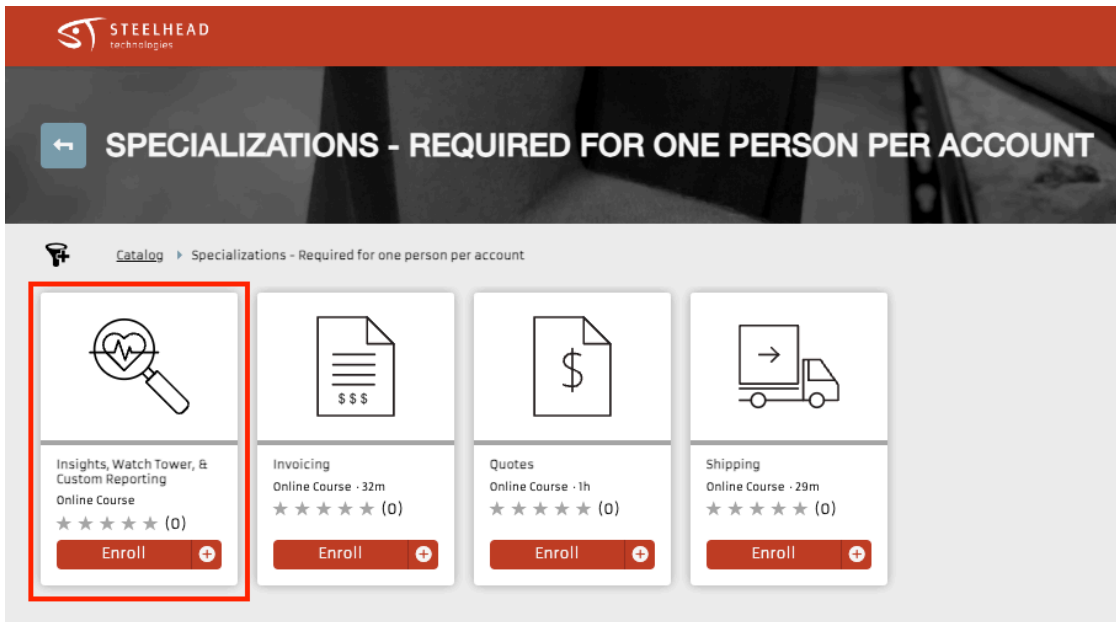 STEELHEAD
technologies
SPECIALIZATIONS - REQUIRED FOR ONE PERSON PER ACCOUNT
Catalog Specializations - Required for one person per account
$$$
$
Insights, Watch Tower, &
Custom Reporting
Online Course
(0)
Enroll
Invoicing
Online Course · 32m
(0)
Enroll
Quotes
Online Course · 1h
(0)
Enroll
Shipping
Online Course · 29m
(0)
Enroll